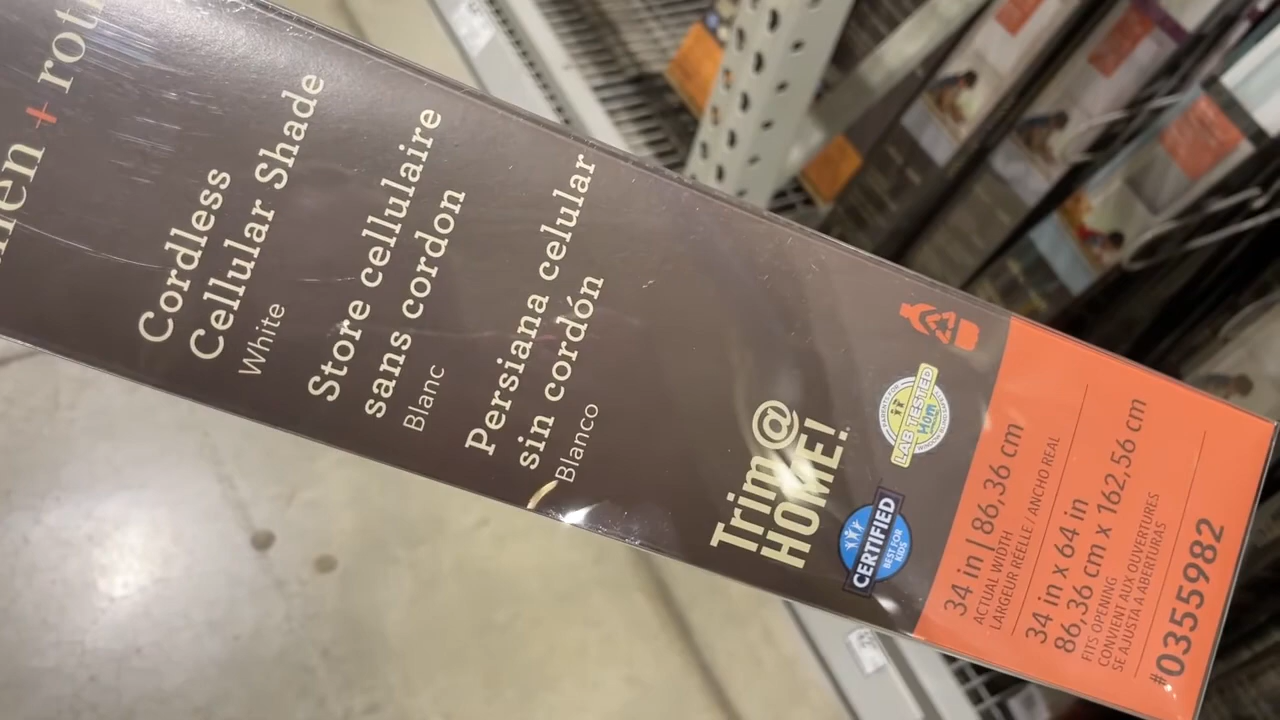 +
Cordless
Cellular Shade
White
Store cellulaire
sans cordon
Blanc
Persiana celular
sin cordón
Blanco
Trim@
HOME!
LAB TESTED
CERTIFIED
BEST FOR
KIDS
34 in | 86,36 cm
ACTUAL WIDTH
LARGEUR RÉELLE / ANCHO REAL
34 in x 64 in
86,36 cm x 162,56 cm
FITS OPENING
CONVIENT AUX OUVERTURES
SE AJUSTA A ABERTURAS
#0355982